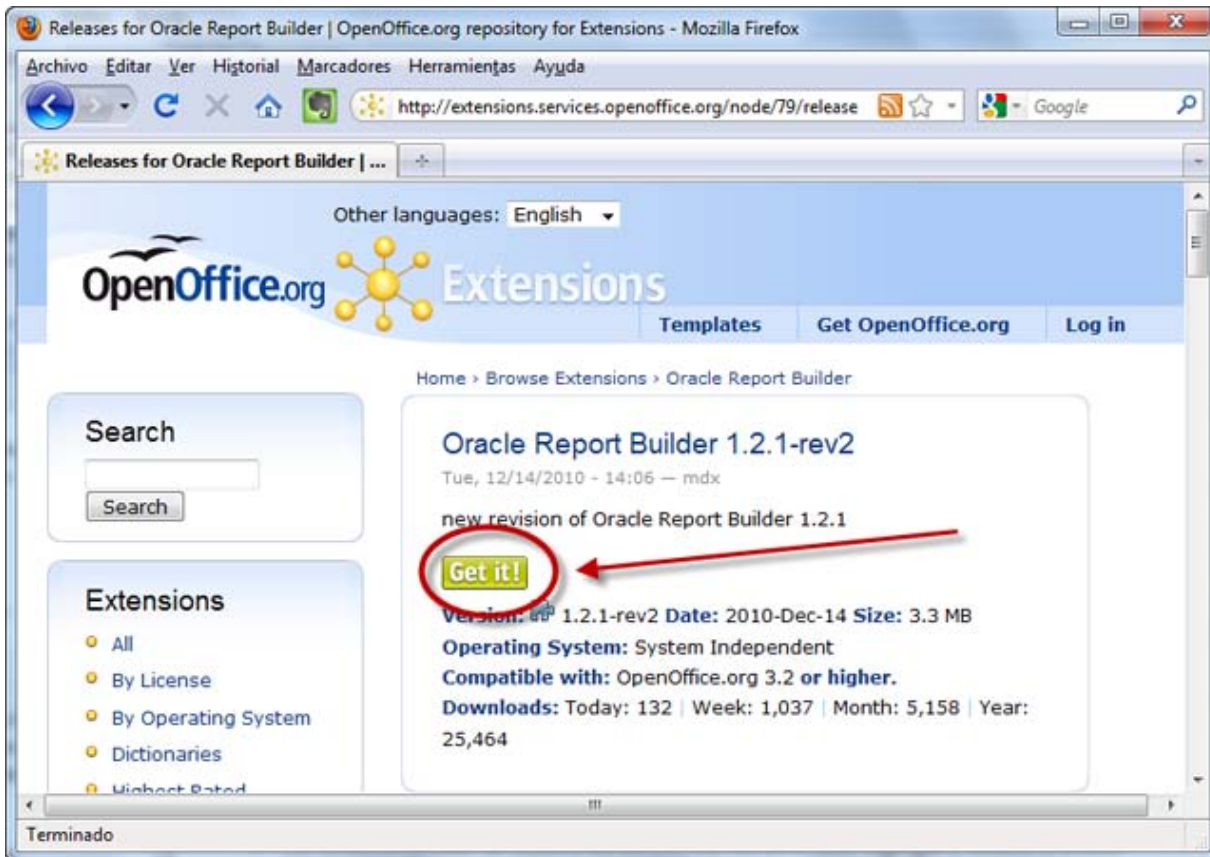 Releases for Oracle Report Builder | OpenOffice.org repository for Extensions - Mozilla Firefox
Archivo Editar Ver Historial Marcadores Herramientas Ayuda
http://extensions.services.openoffice.org/node/79/release Google
Releases for Oracle Report Builder | ...
Other languages: English
OpenOffice.org Extensions
Templates Get OpenOffice.org Log in
Home › Browse Extensions › Oracle Report Builder
Search
Search
Extensions
All
By License
By Operating System
Dictionaries
Highest Rated
Oracle Report Builder 1.2.1-rev2
Tue, 12/14/2010 - 14:06 — mdx
new revision of Oracle Report Builder 1.2.1
Get it!
Version: 1.2.1-rev2 Date: 2010-Dec-14 Size: 3.3 MB
Operating System: System Independent
Compatible with: OpenOffice.org 3.2 or higher.
Downloads: Today: 132 | Week: 1,037 | Month: 5,158 | Year:
25,464
Terminado